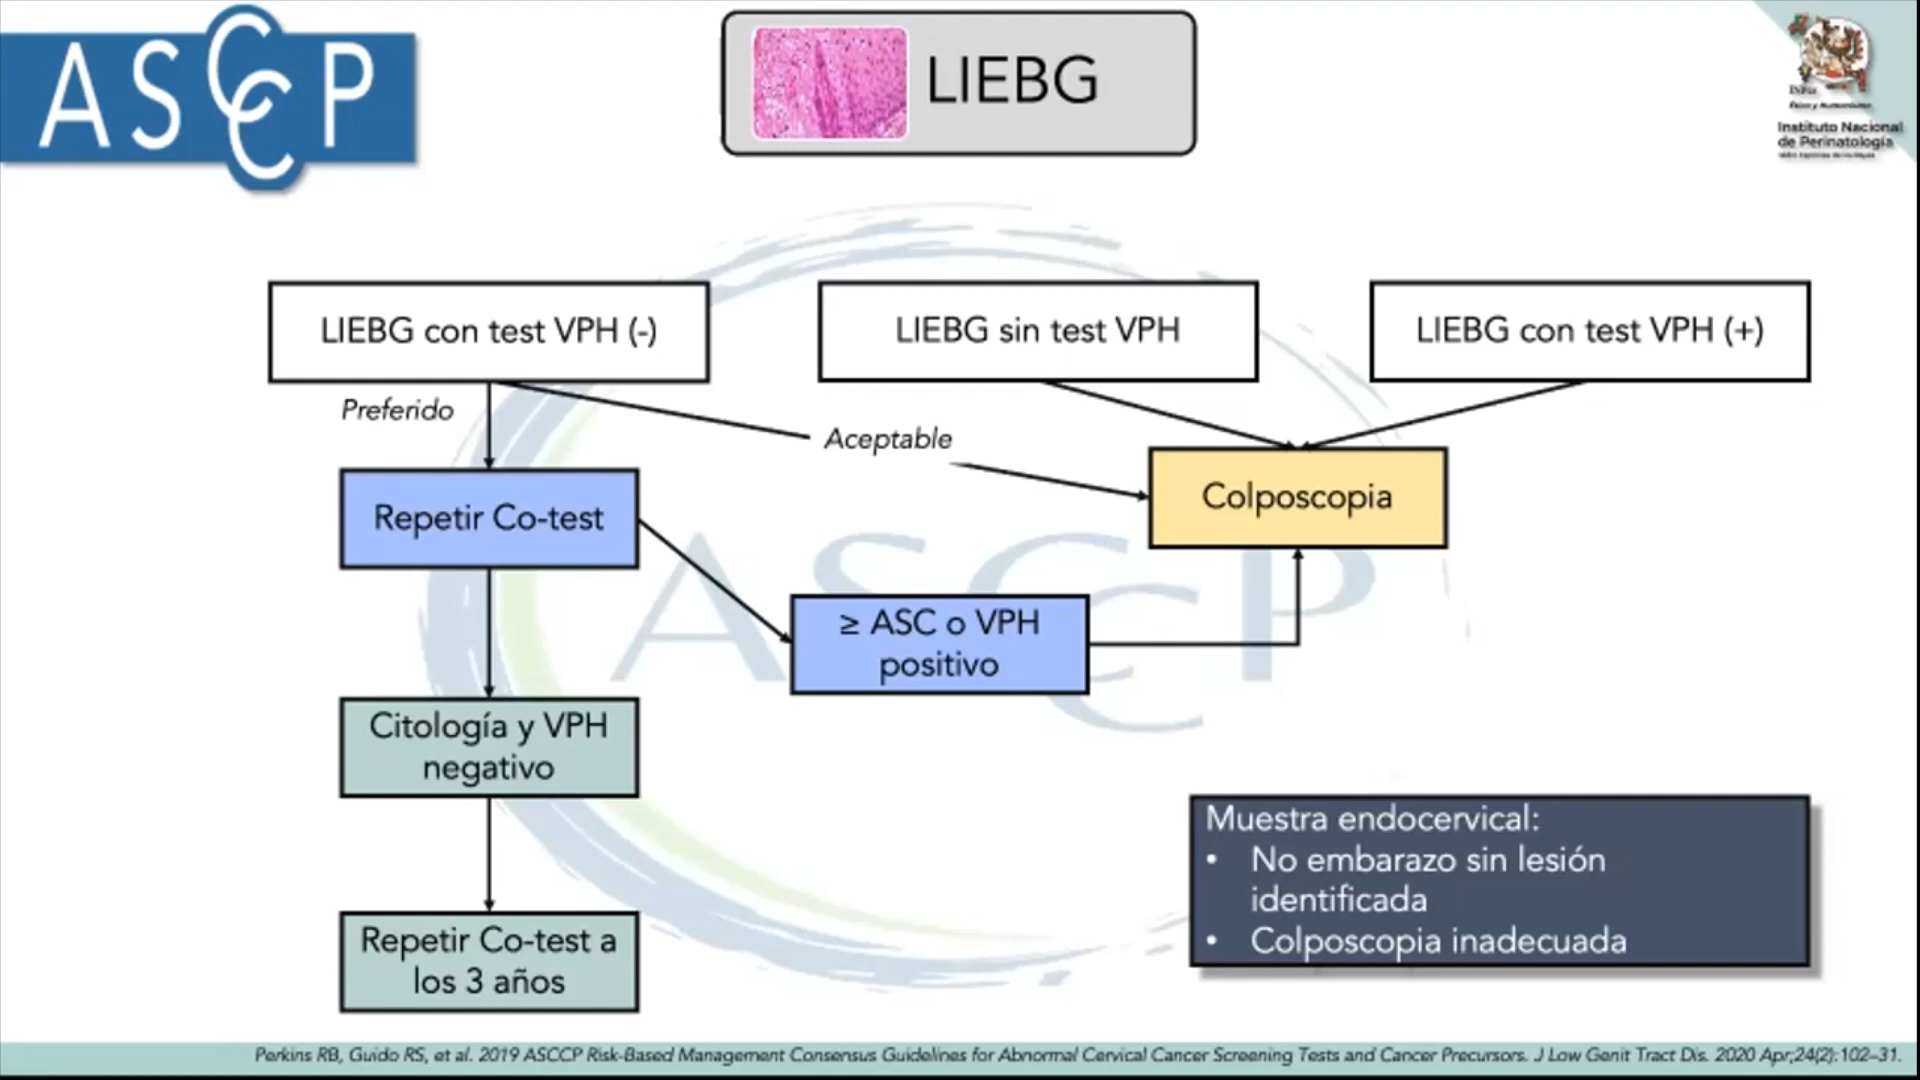 ASCCP
LIEBG
Instituto Nacional
de Perinatología
LIEBG con test VPH (-)
LIEBG sin test VPH
LIEBG con test VPH (+)
Preferido
Aceptable
Colposcopia
Repetir Co-test
≥ ASC o VPH
positivo
Citología y VPH
negativo
Repetir Co-test a
los 3 años
Muestra endocervical:
• No embarazo sin lesión
identificada
• Colposcopia inadecuada
ASCCP
Perkins RB, Guido RS, et al. 2019 ASCCP Risk-Based Management Consensus Guidelines for Abnormal Cervical Cancer Screening Tests and Cancer Precursors. J Low Genit Tract Dis. 2020 Apr;24(2):102–31.